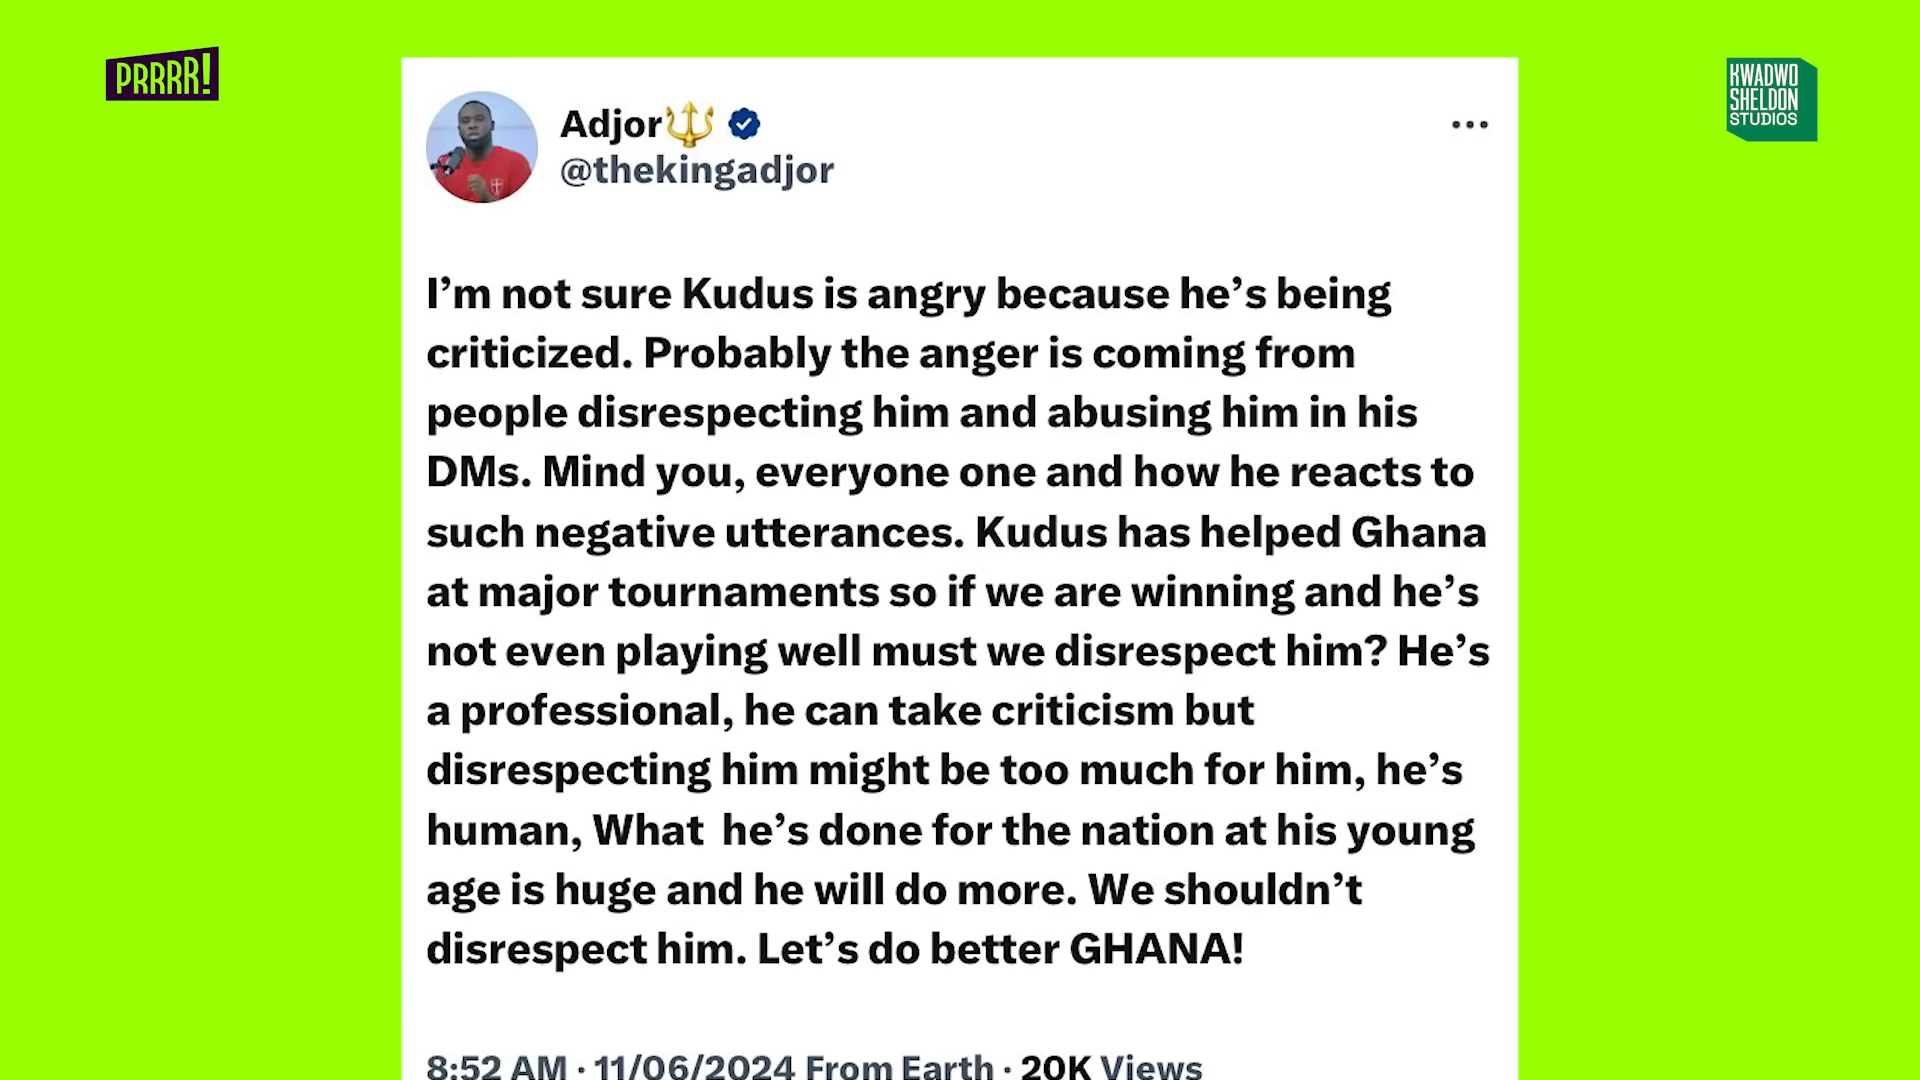 PRRRR!
KWADWO
SHELDON
STUDIOS
Adjor
@thekingadjor
I’m not sure Kudus is angry because he’s being
criticized. Probably the anger is coming from
people disrespecting him and abusing him in his
DMs. Mind you, everyone one and how he reacts to
such negative utterances. Kudus has helped Ghana
at major tournaments so if we are winning and he’s
not even playing well must we disrespect him? He’s
a professional, he can take criticism but
disrespecting him might be too much for him, he’s
human, What  he’s done for the nation at his young
age is huge and he will do more. We shouldn’t
disrespect him. Let’s do better GHANA!
8:52 AM · 11/06/2024 From Earth · 20K Views